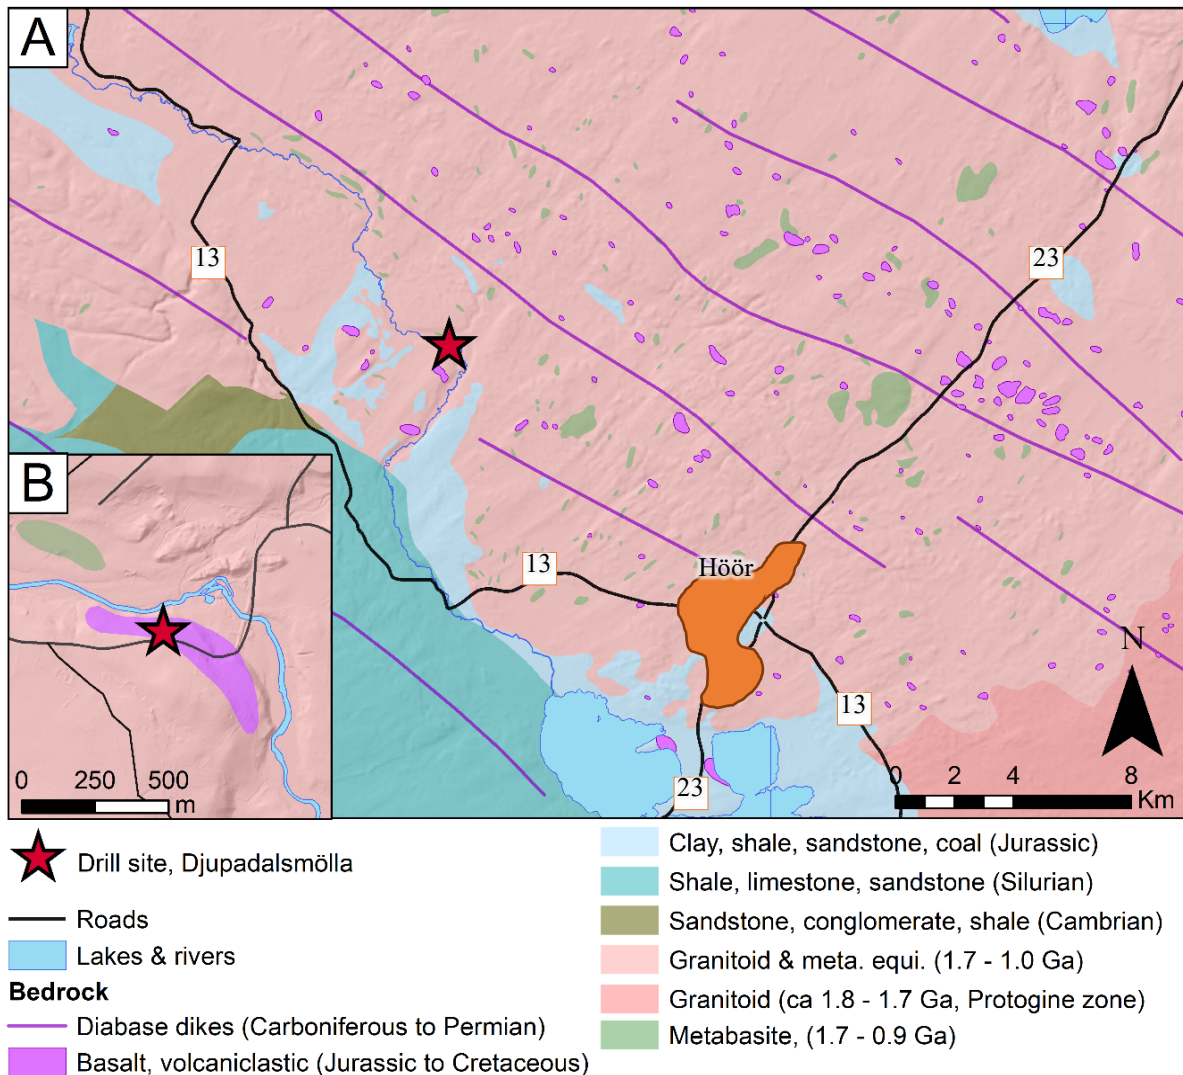 A
13
23
B
Höör
13
N
13
23
0 250 500
m
0 2 4 8
Km
Drill site, Djupadalsmölla
Roads
Lakes & rivers
Bedrock
Diabase dikes (Carboniferous to Permian)
Basalt, volcaniclastic (Jurassic to Cretaceous)
Clay, shale, sandstone, coal (Jurassic)
Shale, limestone, sandstone (Silurian)
Sandstone, conglomerate, shale (Cambrian)
Granitoid & meta. equi. (1.7 - 1.0 Ga)
Granitoid (ca 1.8 - 1.7 Ga, Protogine zone)
Metabasite, (1.7 - 0.9 Ga)